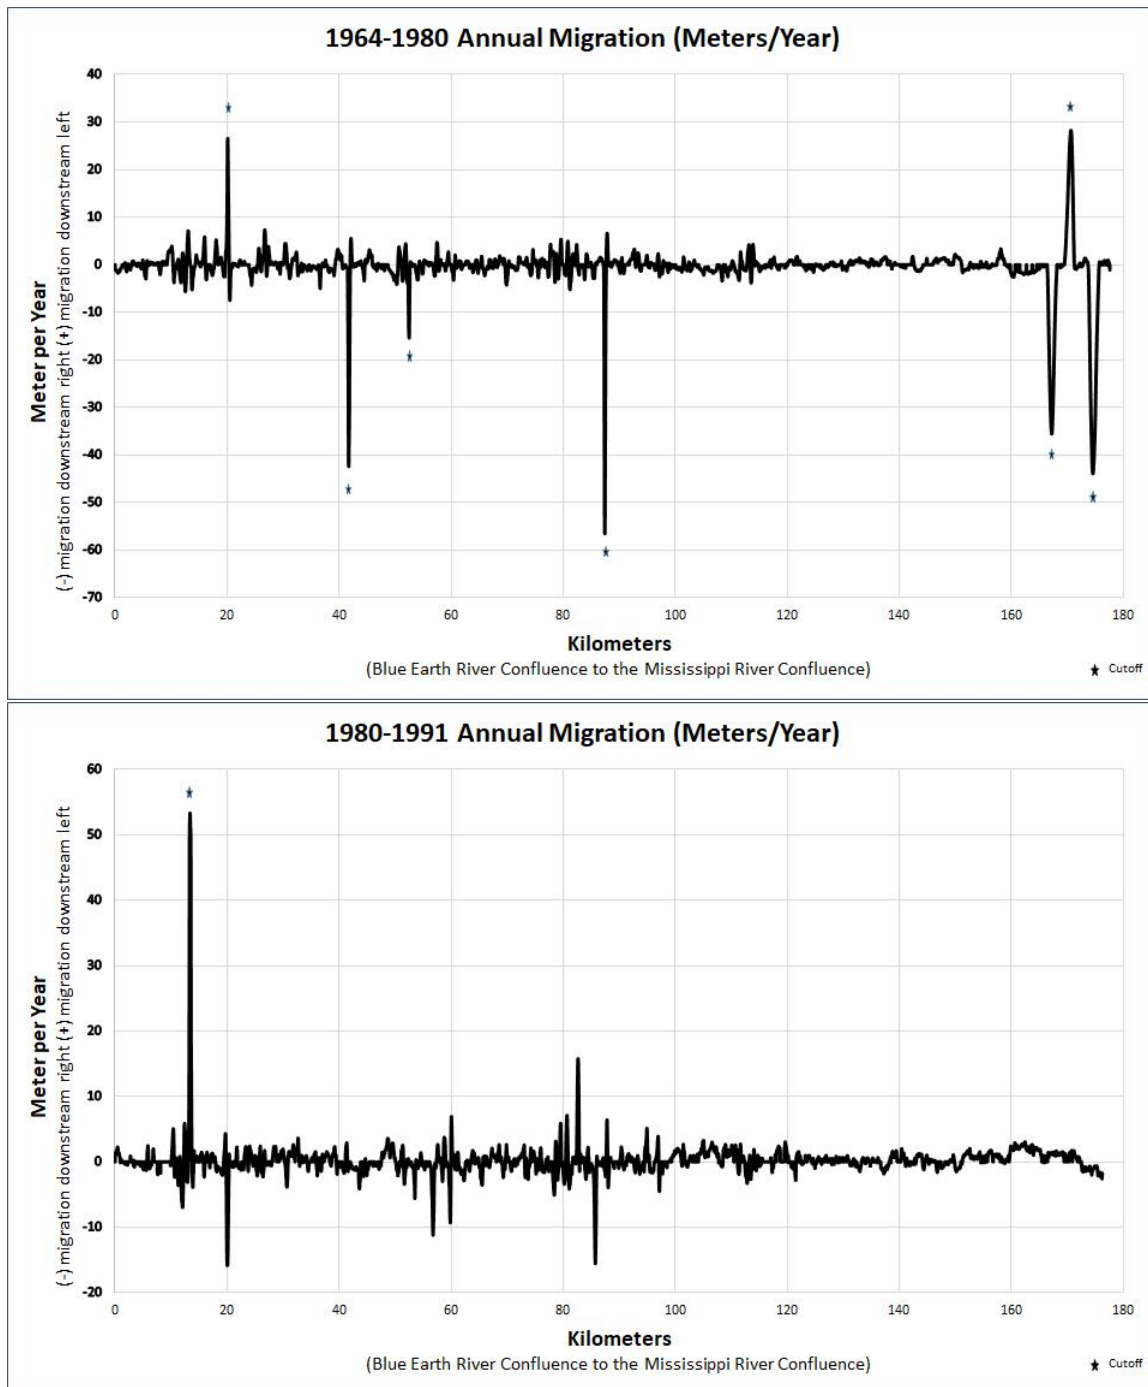 1964-1980 Annual Migration (Meters/Year)
Meter per Year
(-) migration downstream right (+) migration downstream left
40
30
20
10
0
-10
-20
-30
-40
-50
-60
-70
0 20 40 60 80 100 120 140 160 180
Kilometers
(Blue Earth River Confluence to the Mississippi River Confluence)
Cutoff
1980-1991 Annual Migration (Meters/Year)
Meter per Year
(-) migration downstream right (+) migration downstream left
60
50
40
30
20
10
0
-10
-20
0 20 40 60 80 100 120 140 160 180
Kilometers
(Blue Earth River Confluence to the Mississippi River Confluence)
Cutoff